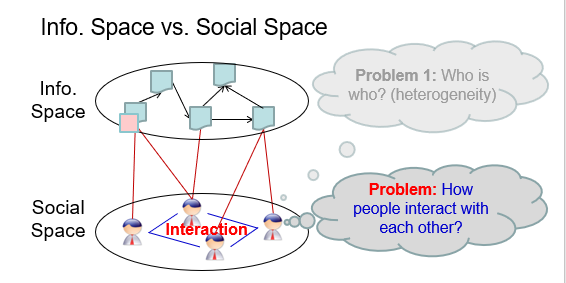 Info. Space vs. Social Space
Problem 1: Who is
who? (heterogeneity)
Info.
Space
Social
Space
Interaction
Problem: How
people interact with
each other?